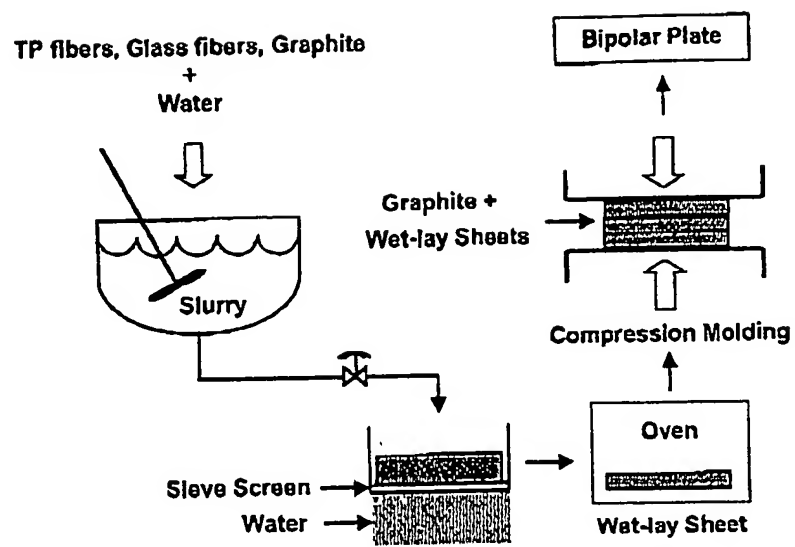 TP fibers, Glass fibers, Graphite
+
Water
Slurry
Sieve Screen
Water
Oven
Wet-lay Sheet
Compression Molding
Graphite +
Wet-lay Sheets
Bipolar Plate